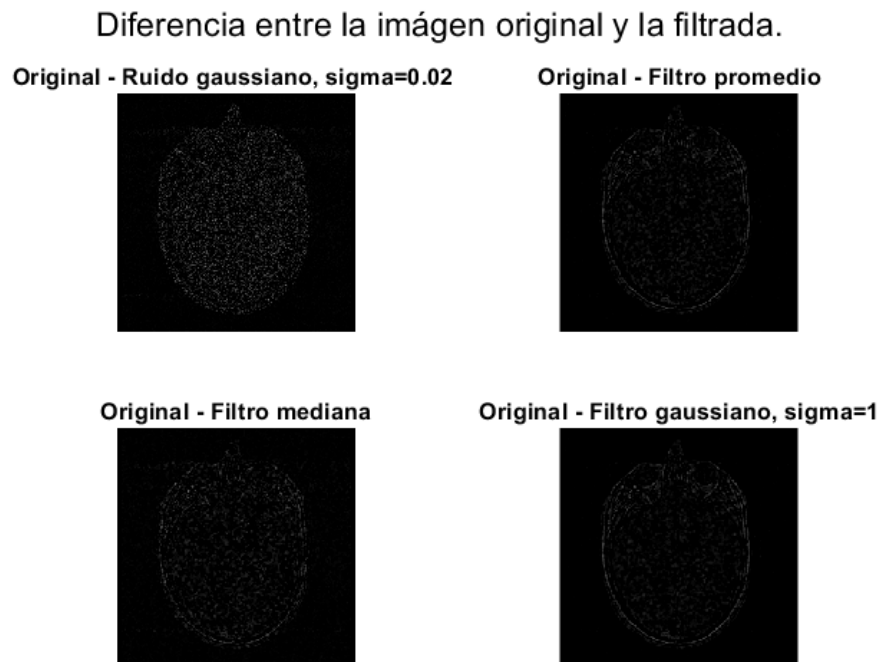 Diferencia entre la imágen original y la filtrada.
Original - Ruido gaussiano, sigma=0.02
Original - Filtro promedio
Original - Filtro mediana
Original - Filtro gaussiano, sigma=1